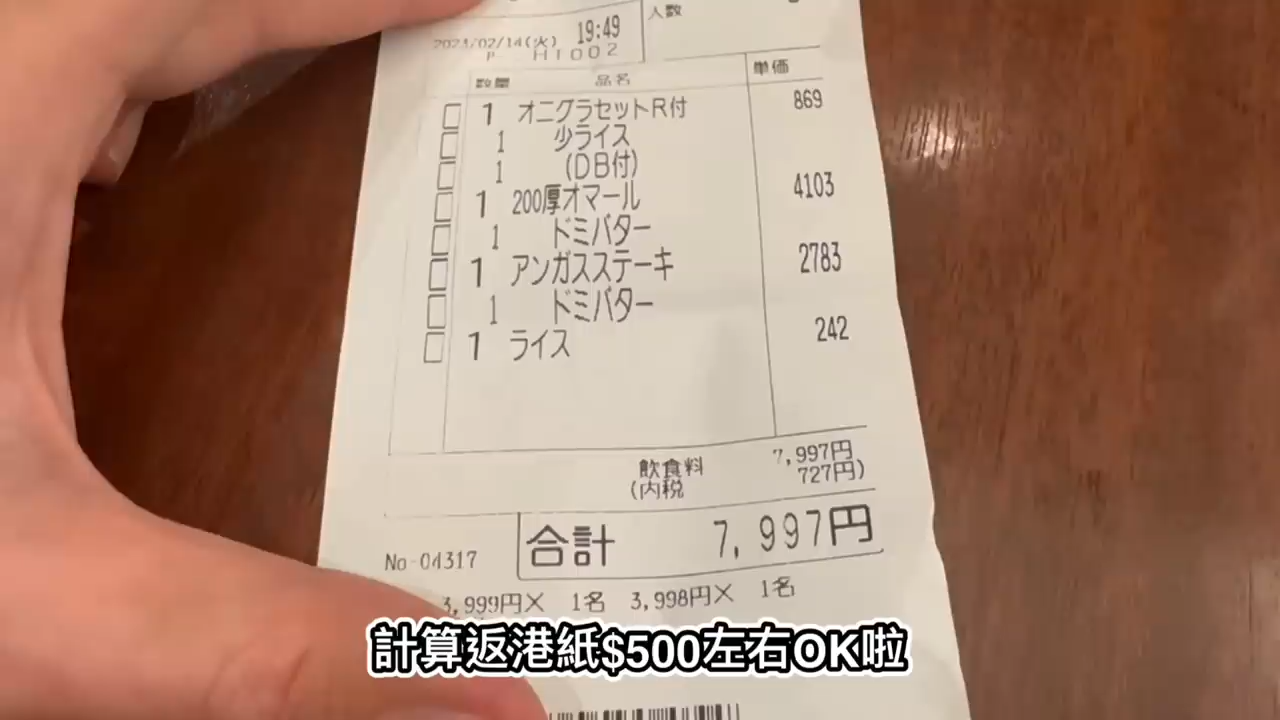 人数
2023/02/14(火) 19:49
P H1002
数量 品名 単価
1 オニグラセットR付 869
1 少ライス
1 (DB付)
1 200厚オマール 4103
1 ドミバター
1 アンガスステーキ 2783
1 ドミバター
1 ライス 242
飲食料 7,997円
(内税 727円)
合計 7,997円
No-04317
3,999円× 1名 3,998円× 1名
計算返港紙$500左右OK啦